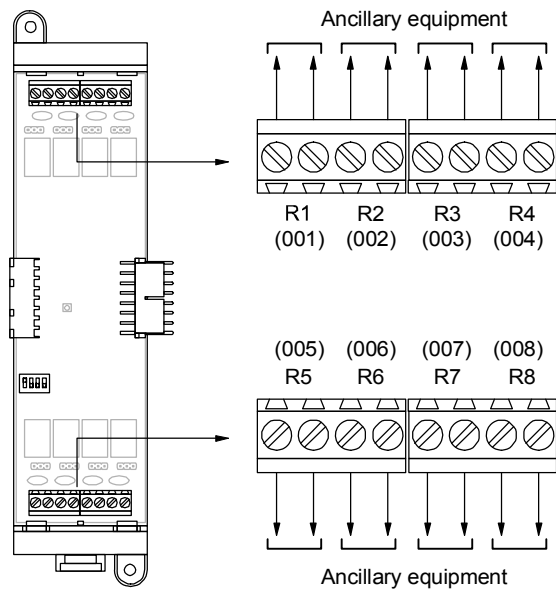 Ancillary equipment
R1 R2 R3 R4
(001) (002) (003) (004)
(005) (006) (007) (008)
R5 R6 R7 R8
Ancillary equipment